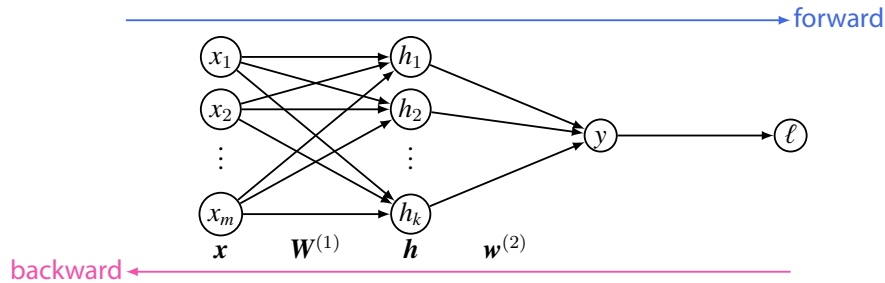 forward
x₁ h₁
x₂ h₂
y ℓ
⋮ ⋮
xₘ hₖ
x W⁽¹⁾ h w⁽²⁾
backward